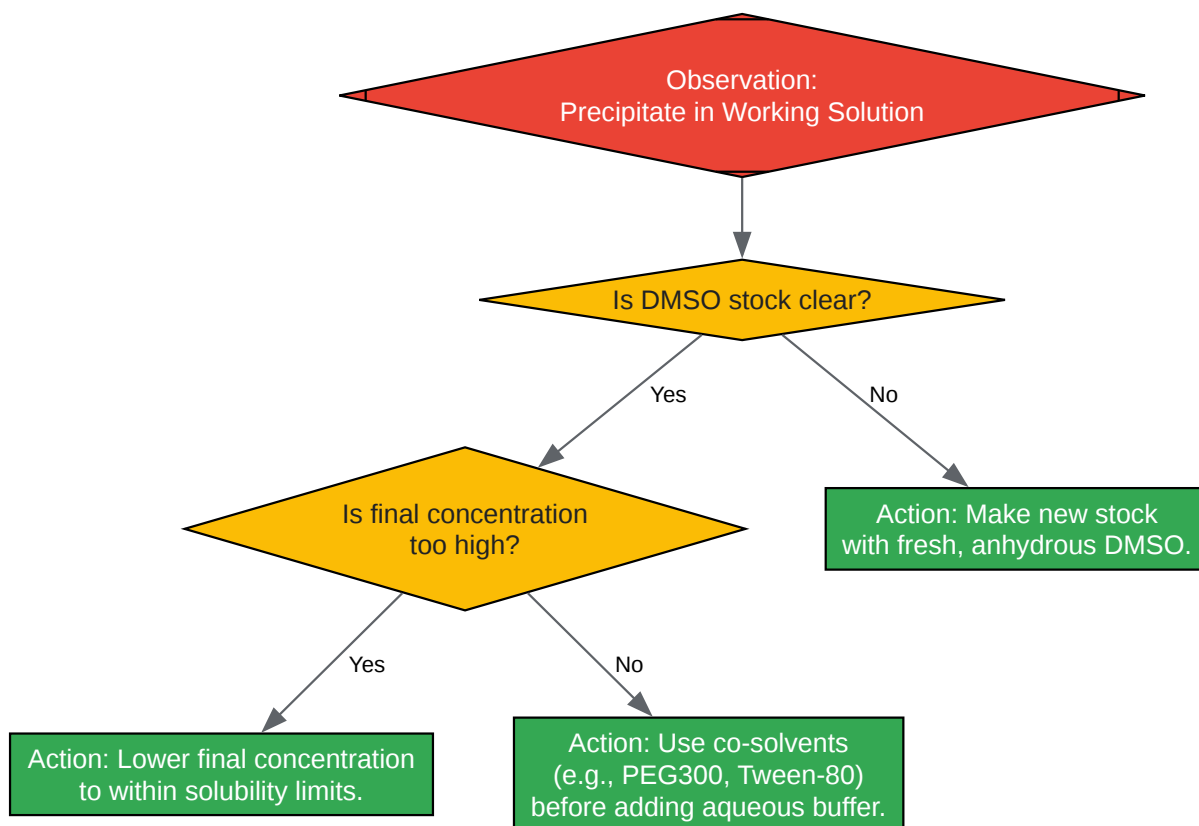 Observation:
Precipitate in Working Solution
Is DMSO stock clear?
Yes
No
Is final concentration
too high?
Action: Make new stock
with fresh, anhydrous DMSO.
Yes
No
Action: Lower final concentration
to within solubility limits.
Action: Use co-solvents
(e.g., PEG300, Tween-80)
before adding aqueous buffer.